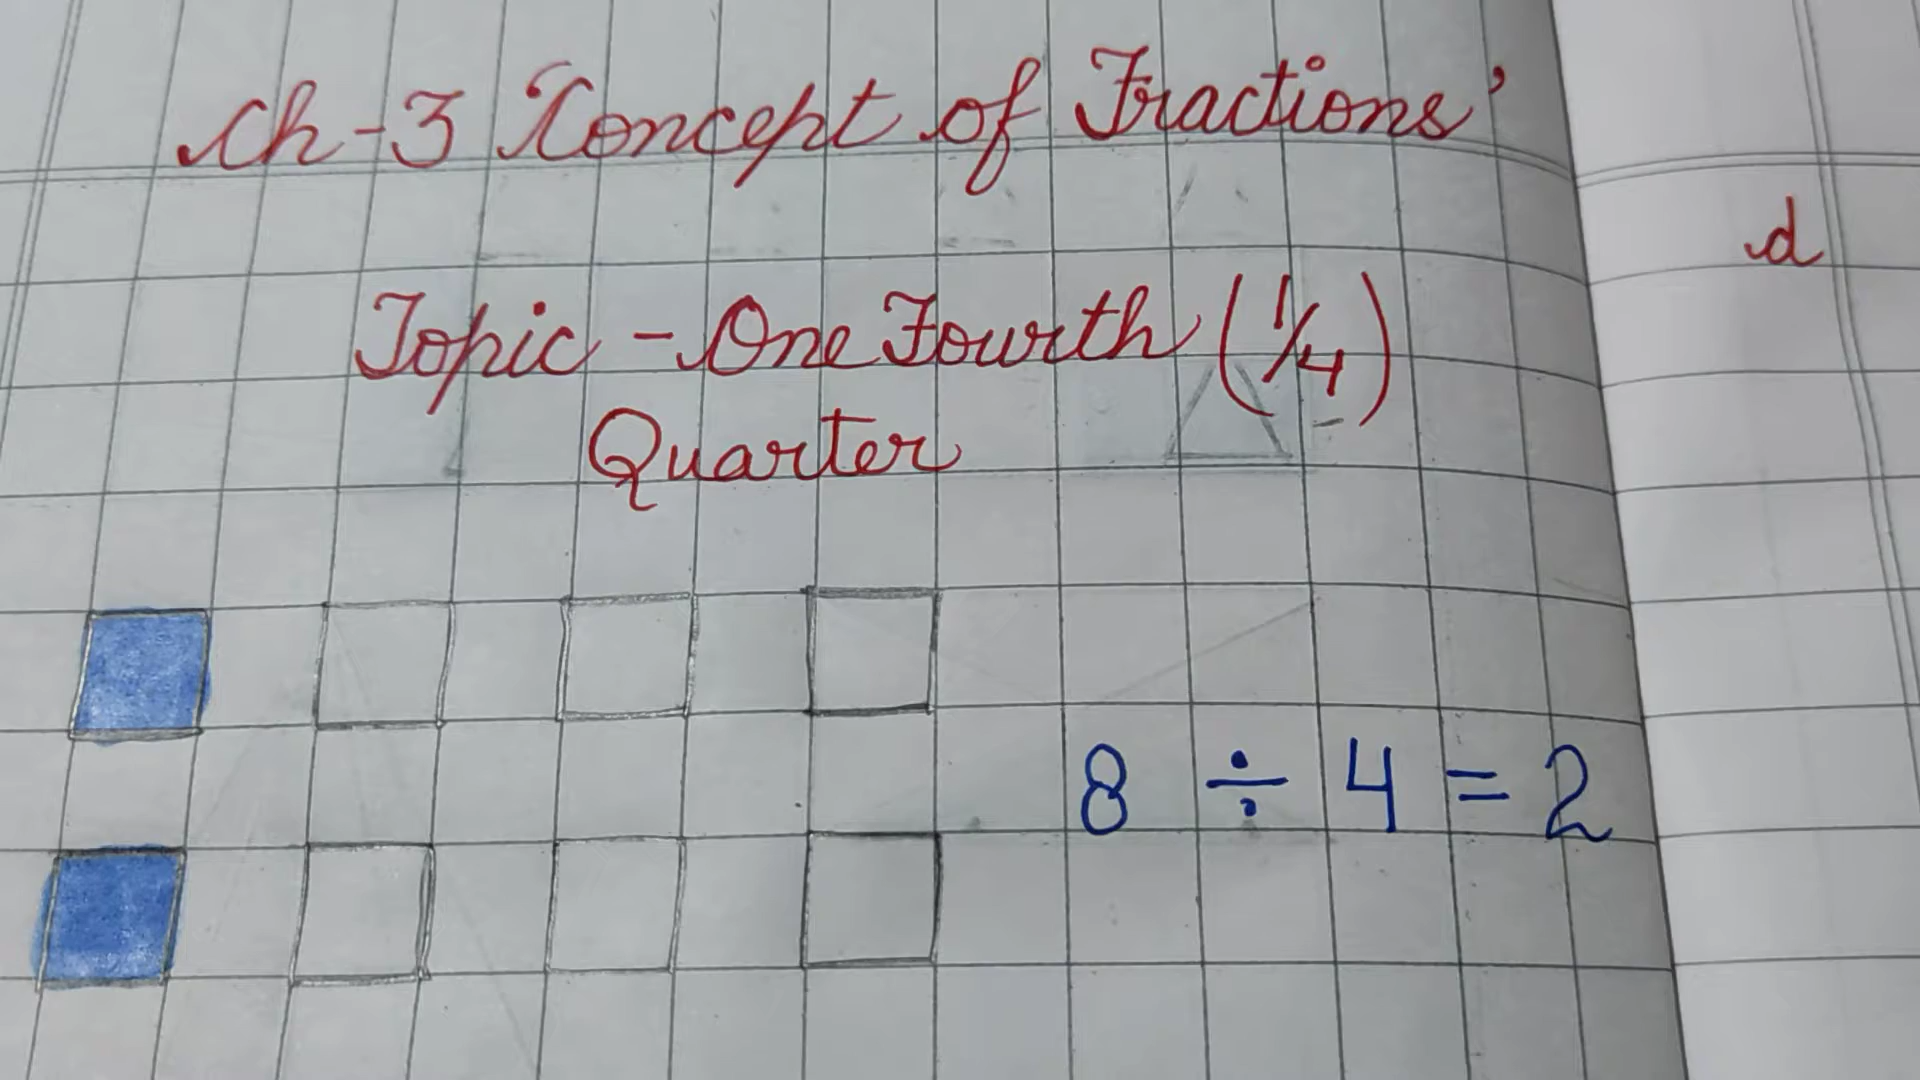 Ch-3 "Concept of Fractions'
Topic - One Fourth (1/4)
Quarter
8 ÷ 4 = 2
d